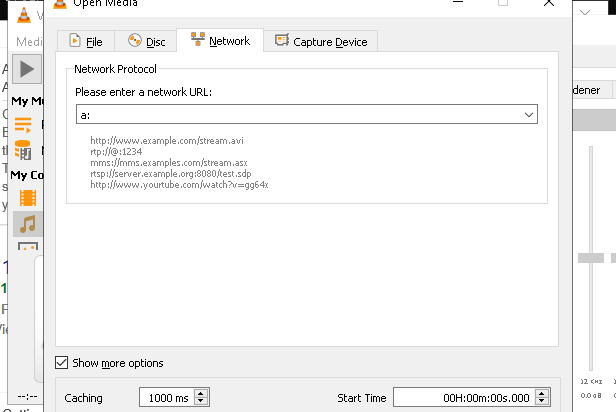 Open Media
V
Medi
File
Disc
Network
Capture Device
dener
Network Protocol
Please enter a network URL:
a:
http://www.example.com/stream.avi
rtp://@:1234
mms://mms.examples.com/stream.asx
rtsp://server.example.org:8080/test.sdp
http://www.yourtube.com/watch?v=gg64x
My Mu
My Co
Show more options
Caching
1000 ms
Start Time
00H:00m:00s.000
--:--
12 KHz
0.0 dB